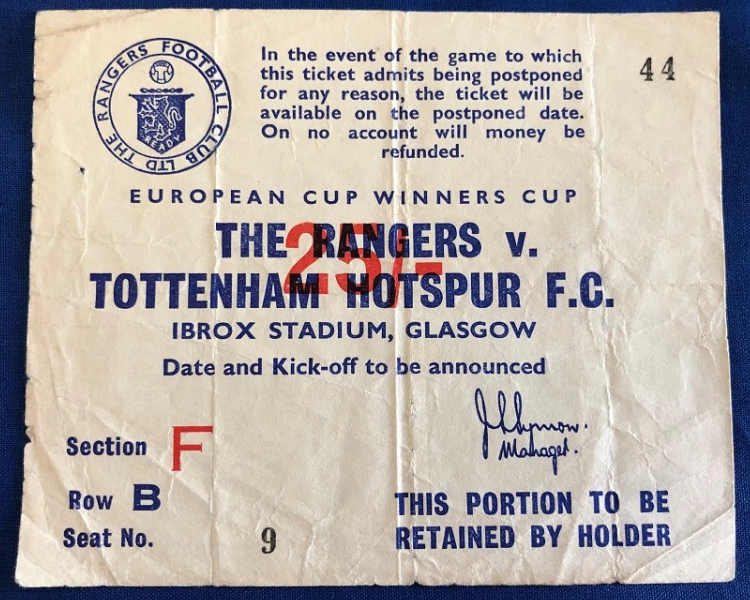 THE RANGERS FOOTBALL CLUB LTD
READY
In the event of the game to which
this ticket admits being postponed
for any reason, the ticket will be
available on the postponed date.
On no account will money be
refunded.
44
EUROPEAN CUP WINNERS CUP
THE RANGERS v.
25/-
TOTTENHAM HOTSPUR F.C.
IBROX STADIUM, GLASGOW
Date and Kick-off to be announced
J. S. Symon.
Manager.
Section F
Row B
Seat No. 9
THIS PORTION TO BE
RETAINED BY HOLDER